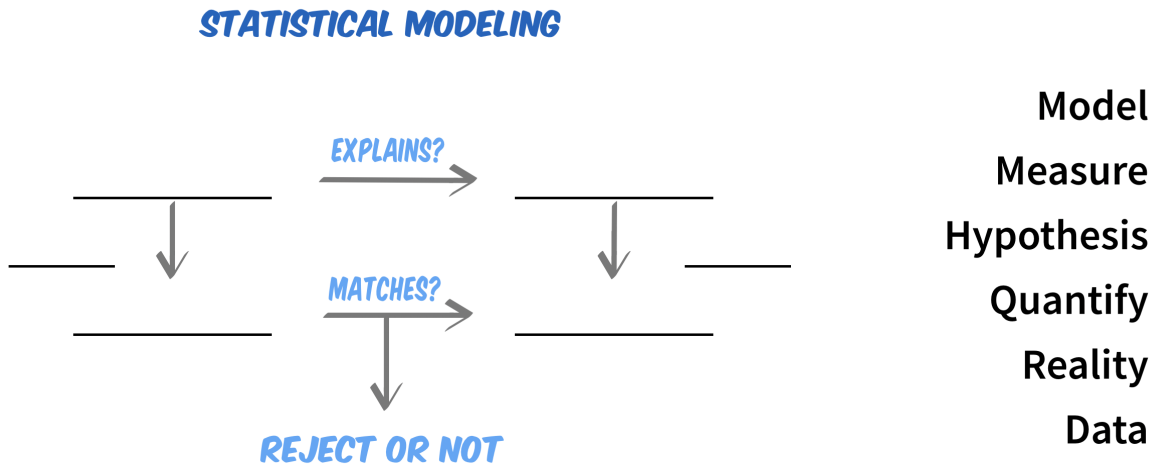 STATISTICAL MODELING
EXPLAINS?
MATCHES?
REJECT OR NOT
Model
Measure
Hypothesis
Quantify
Reality
Data